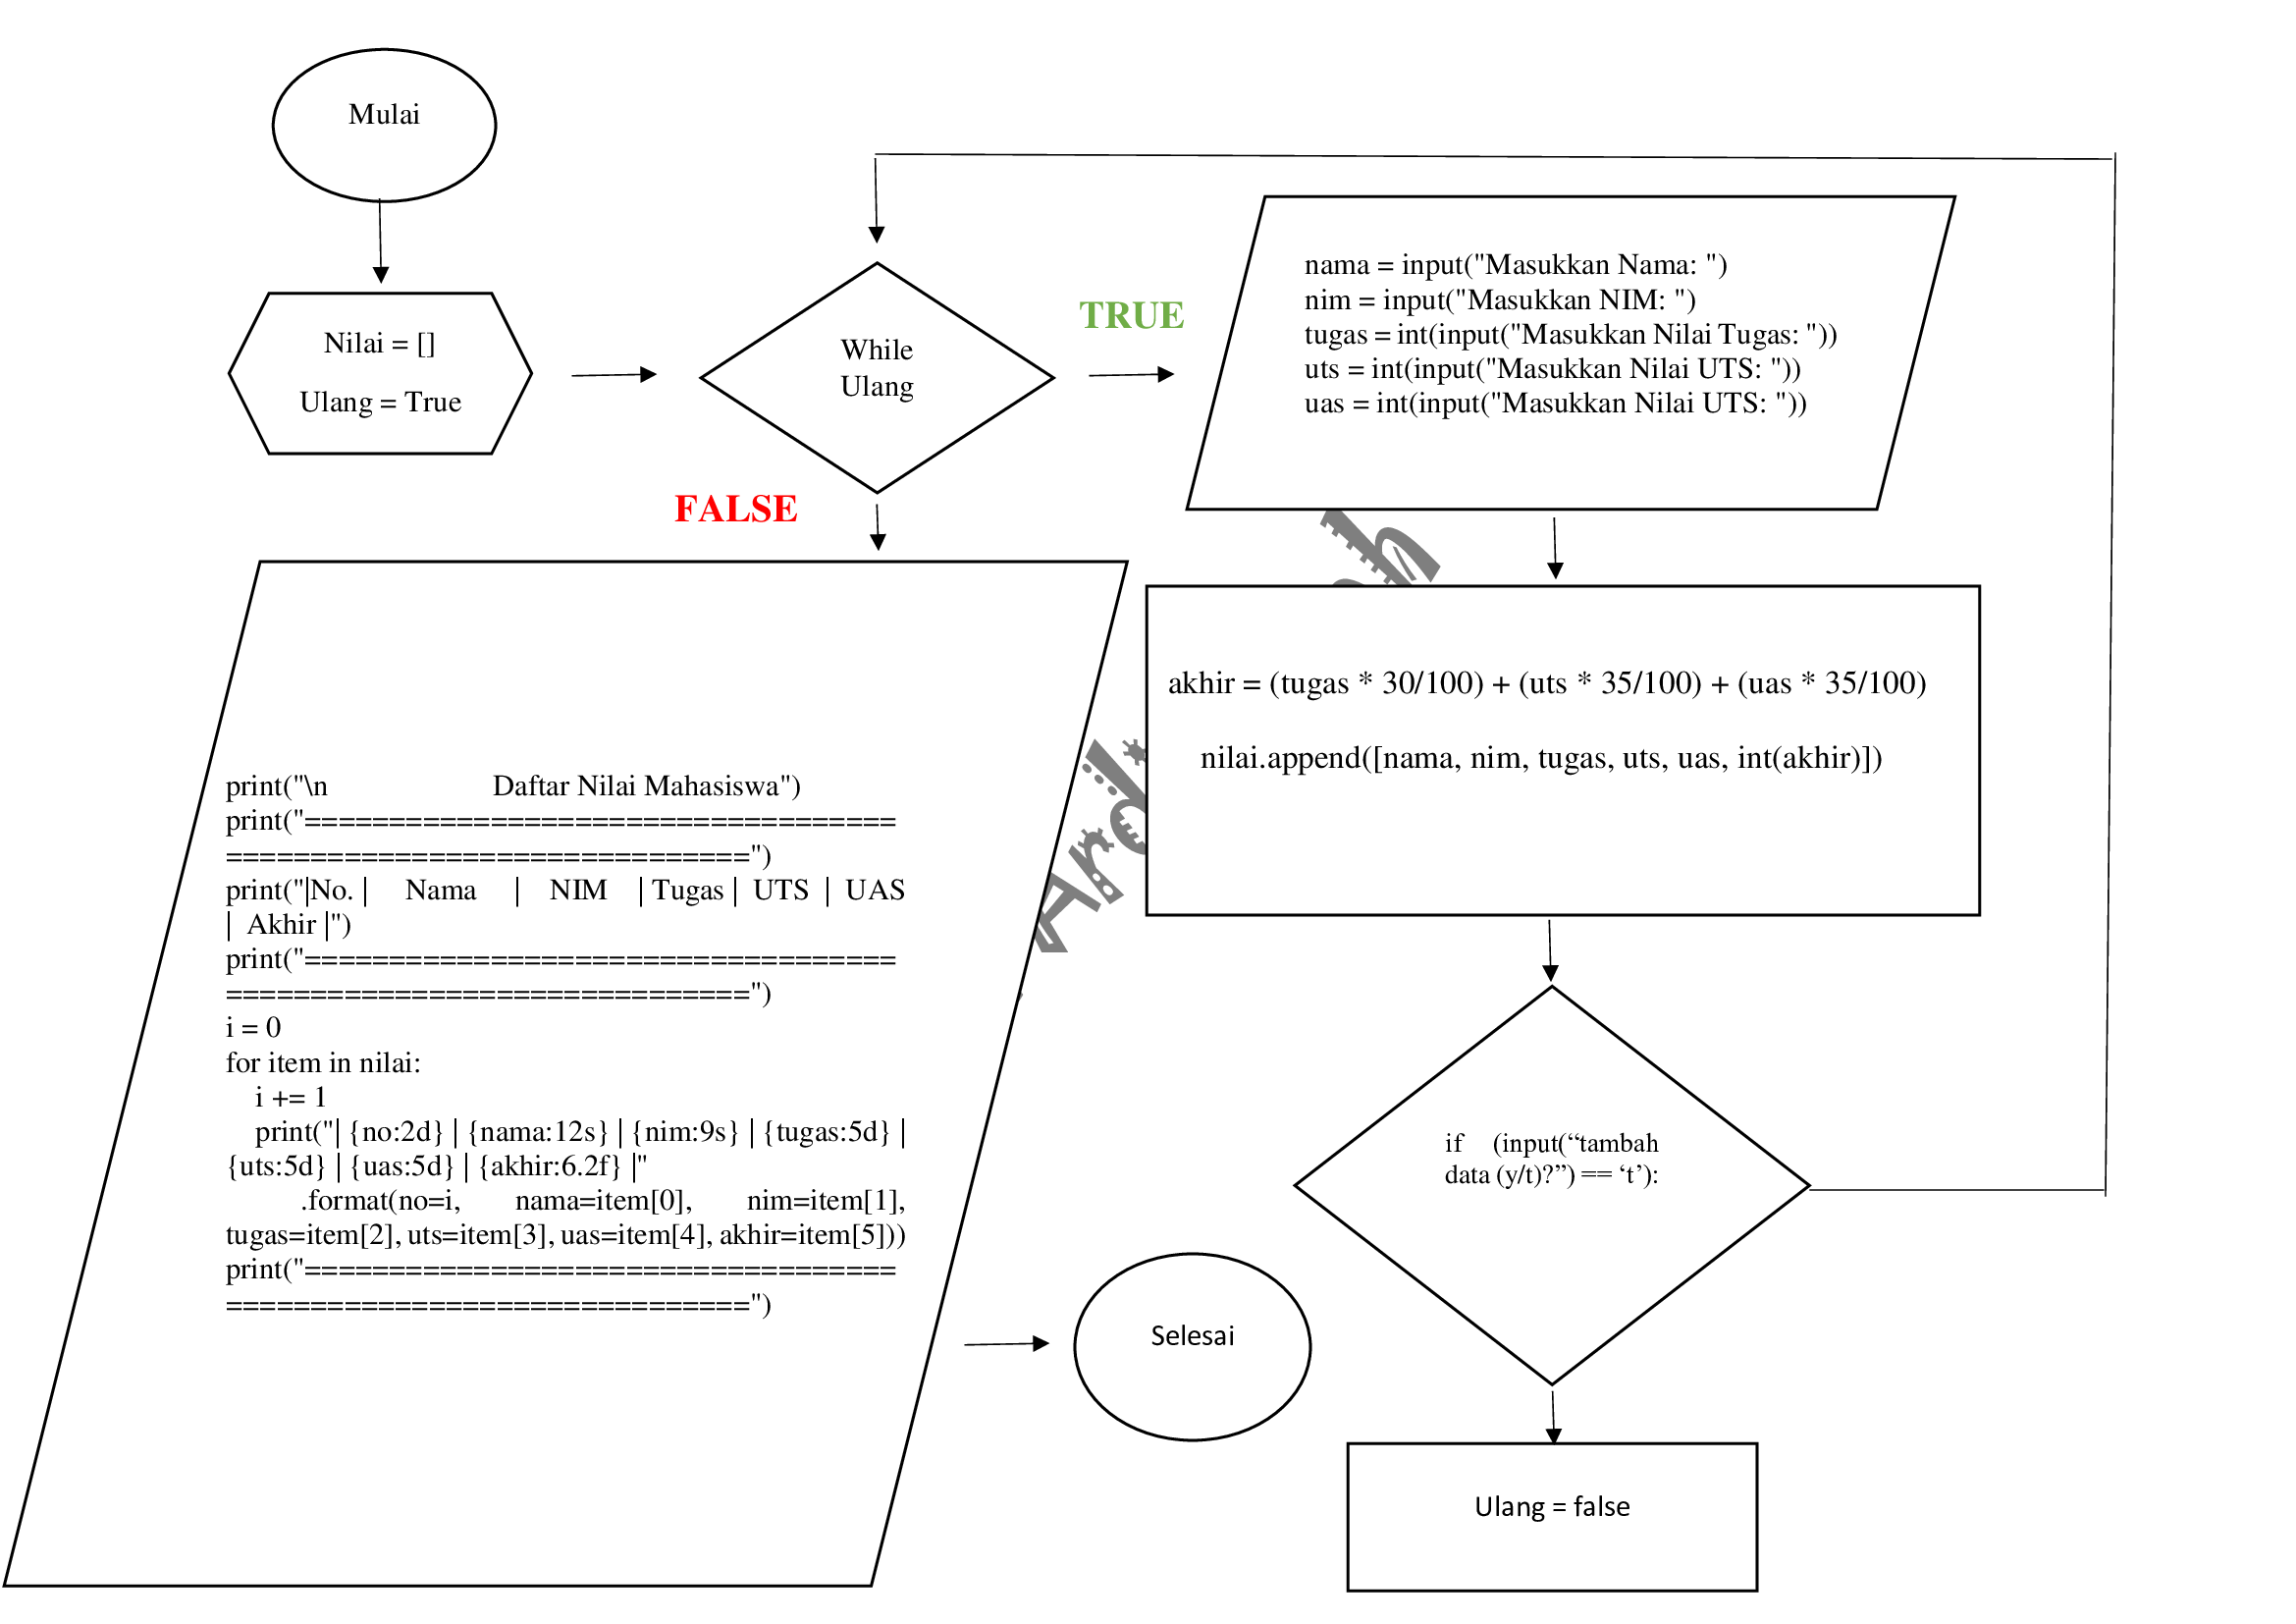 Mulai
Nilai = []
Ulang = True
While
Ulang
TRUE
FALSE
nama = input("Masukkan Nama: ")
nim = input("Masukkan NIM: ")
tugas = int(input("Masukkan Nilai Tugas: "))
uts = int(input("Masukkan Nilai UTS: "))
uas = int(input("Masukkan Nilai UTS: "))
akhir = (tugas * 30/100) + (uts * 35/100) + (uas * 35/100)
nilai.append([nama, nim, tugas, uts, uas, int(akhir)])
if (input(“tambah
data (y/t)?”) == ‘t’):
Ulang = false
print("\n Daftar Nilai Mahasiswa")
print("===================================
===============================")
print("|No. | Nama | NIM | Tugas | UTS | UAS
| Akhir |")
print("===================================
===============================")
i = 0
for item in nilai:
i += 1
print("| {no:2d} | {nama:12s} | {nim:9s} | {tugas:5d} |
{uts:5d} | {uas:5d} | {akhir:6.2f} |"
.format(no=i, nama=item[0], nim=item[1],
tugas=item[2], uts=item[3], uas=item[4], akhir=item[5]))
print("===================================
===============================")
Selesai